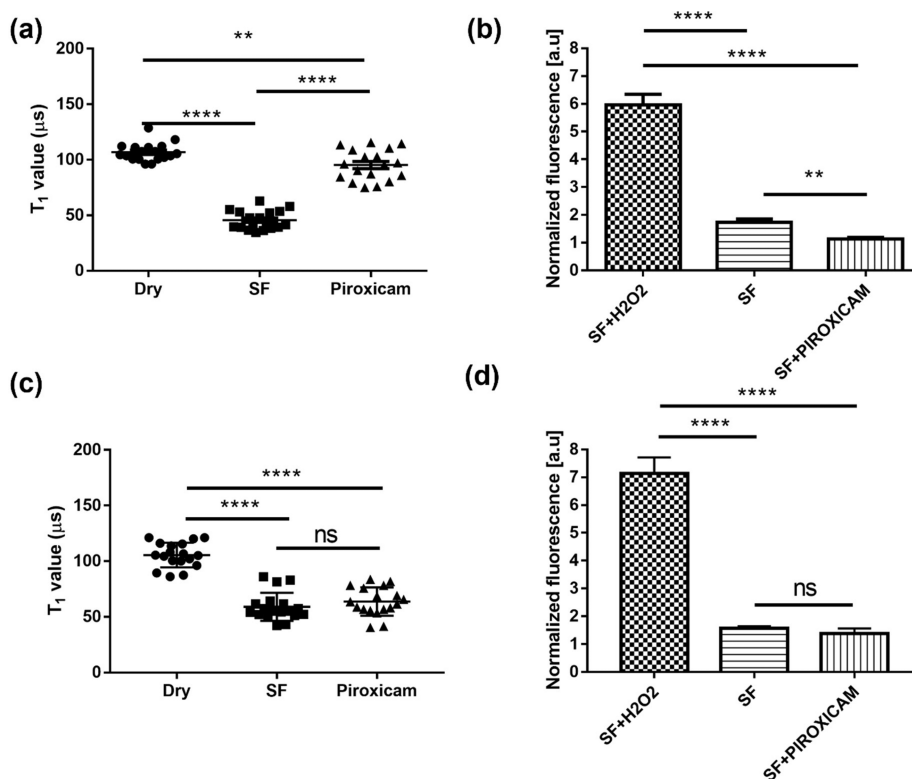 (a)
T1 value (μs)
200
150
100
50
0
**
****
****
Dry SF Piroxicam
(b)
Normalized fluorescence [a.u]
8
7
6
5
4
3
2
1
0
****
****
**
SF+H2O2
SF
SF+PIROXICAM
(c)
T1 value (μs)
200
150
100
50
0
****
****
ns
Dry SF Piroxicam
(d)
Normalized fluorescence [a.u]
8
7
6
5
4
3
2
1
0
****
****
ns
SF+H2O2
SF
SF+PIROXICAM